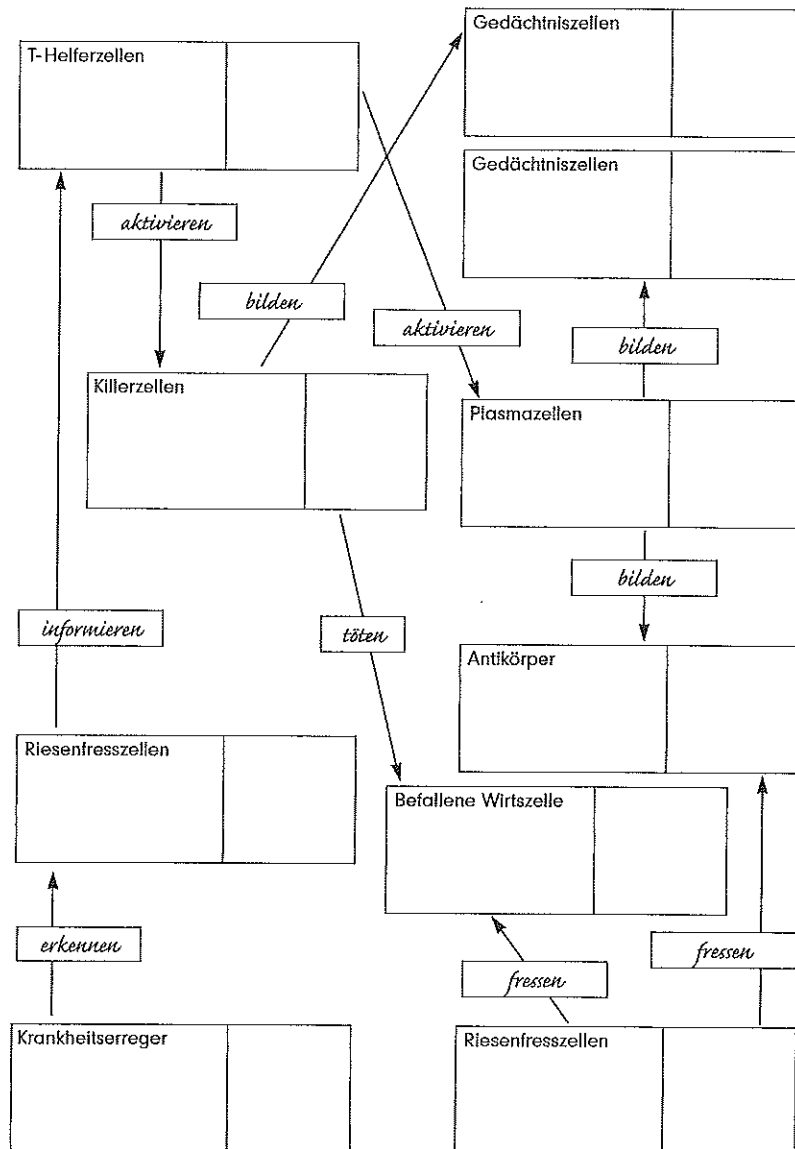 Gedächtniszellen
T-Helferzellen
Gedächtniszellen
aktivieren
bilden
aktivieren
bilden
Killerzellen
Plasmazellen
bilden
informieren
töten
Antikörper
Riesenfresszellen
Befallene Wirtszelle
erkennen
fressen
fressen
Krankheitserreger
Riesenfresszellen